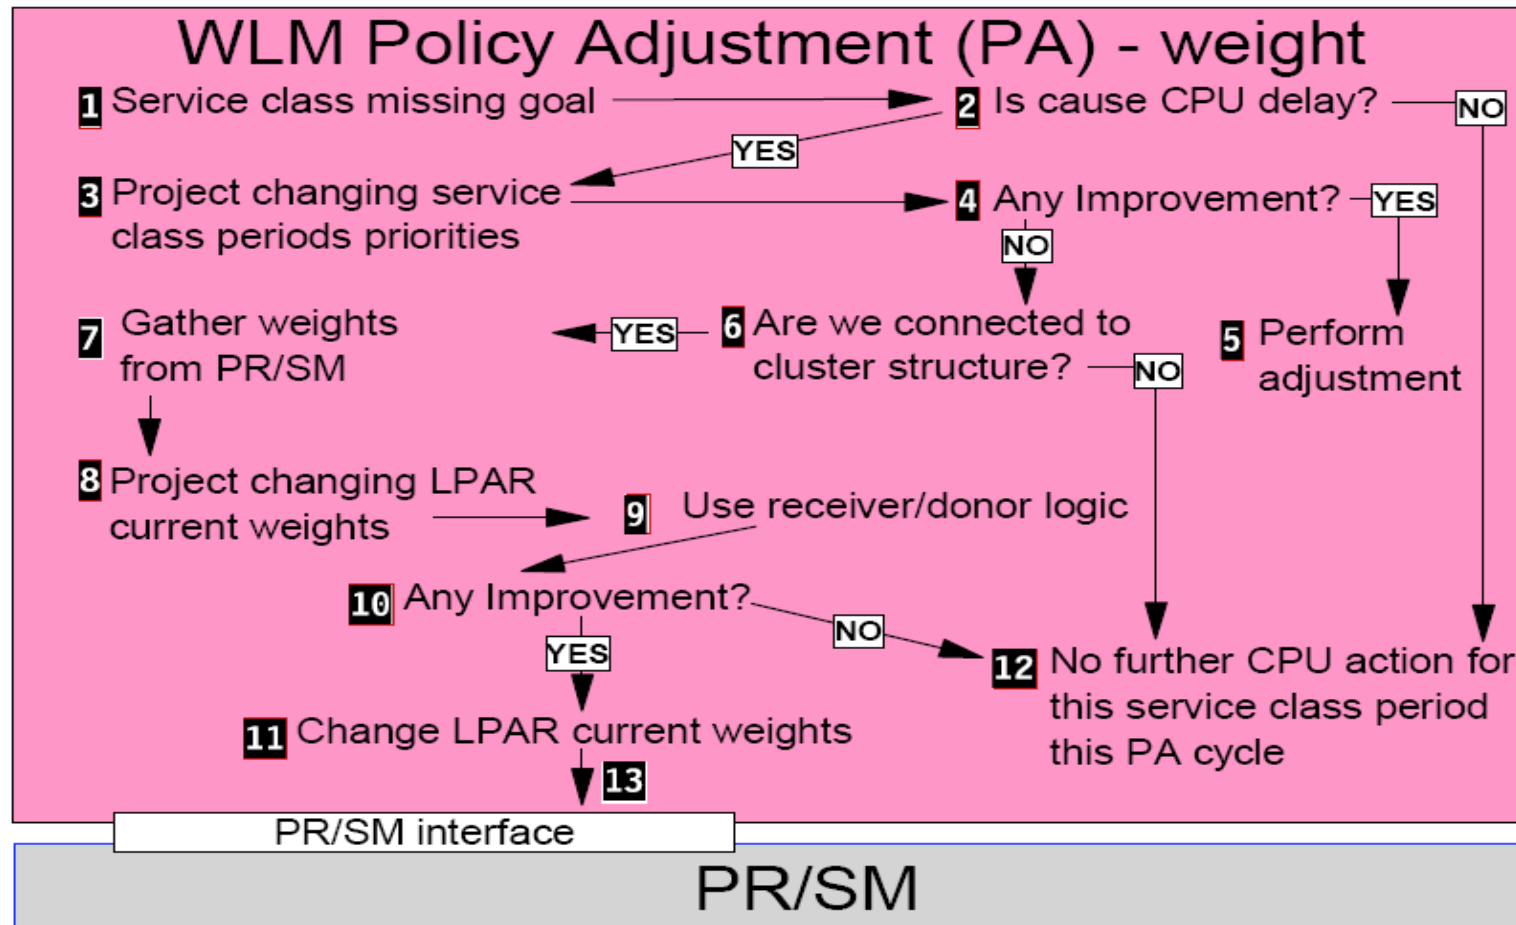 WLM Policy Adjustment (PA) - weight
1 Service class missing goal
2 Is cause CPU delay?
NO
YES
3 Project changing service
class periods priorities
4 Any Improvement?
YES
NO
5 Perform
adjustment
6 Are we connected to
cluster structure?
YES
NO
7 Gather weights
from PR/SM
8 Project changing LPAR
current weights
9 Use receiver/donor logic
10 Any Improvement?
NO
YES
11 Change LPAR current weights
12 No further CPU action for
this service class period
this PA cycle
13
PR/SM interface
PR/SM